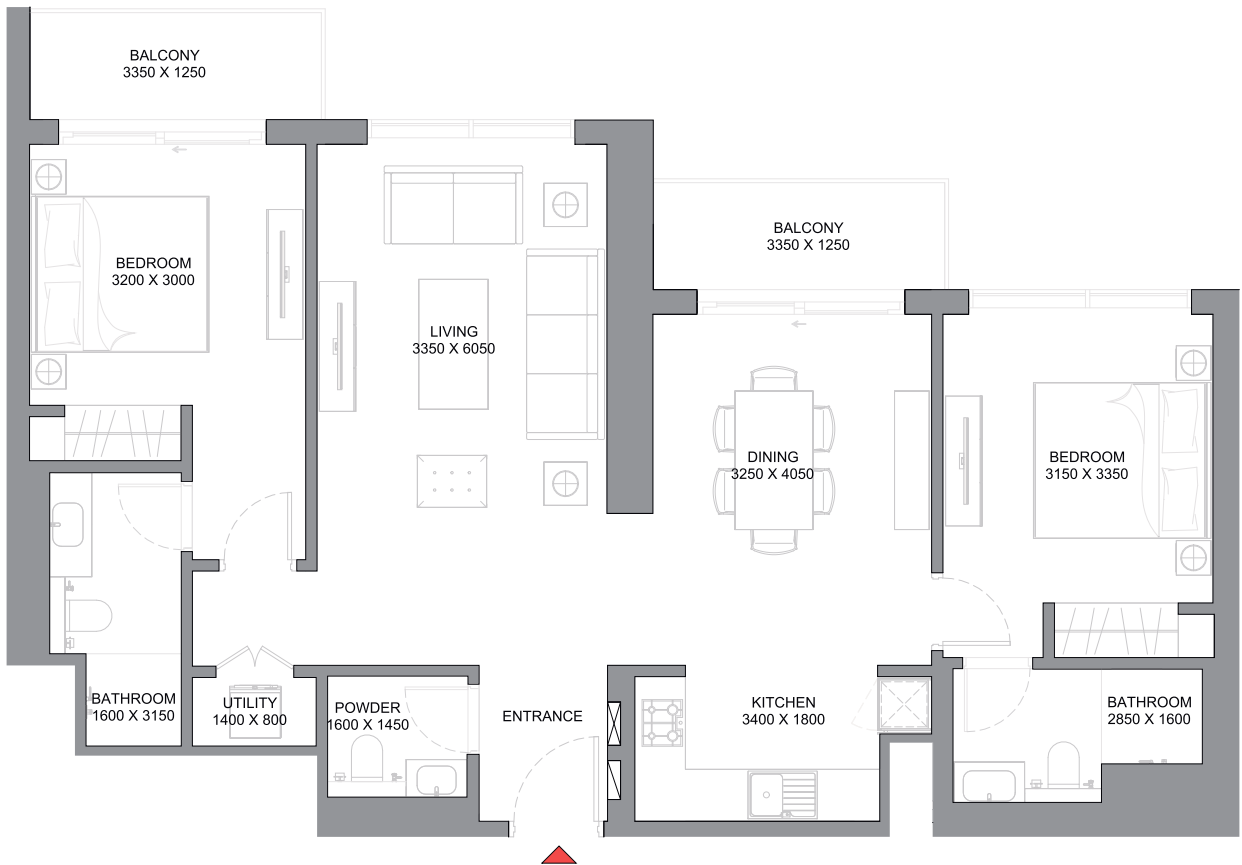 BALCONY
3350 X 1250
BALCONY
3350 X 1250
BEDROOM
3200 X 3000
LIVING
3350 X 6050
DINING
3250 X 4050
BEDROOM
3150 X 3350
BATHROOM
1600 X 3150
UTILITY
1400 X 800
POWDER
1600 X 1450
ENTRANCE
KITCHEN
3400 X 1800
BATHROOM
2850 X 1600